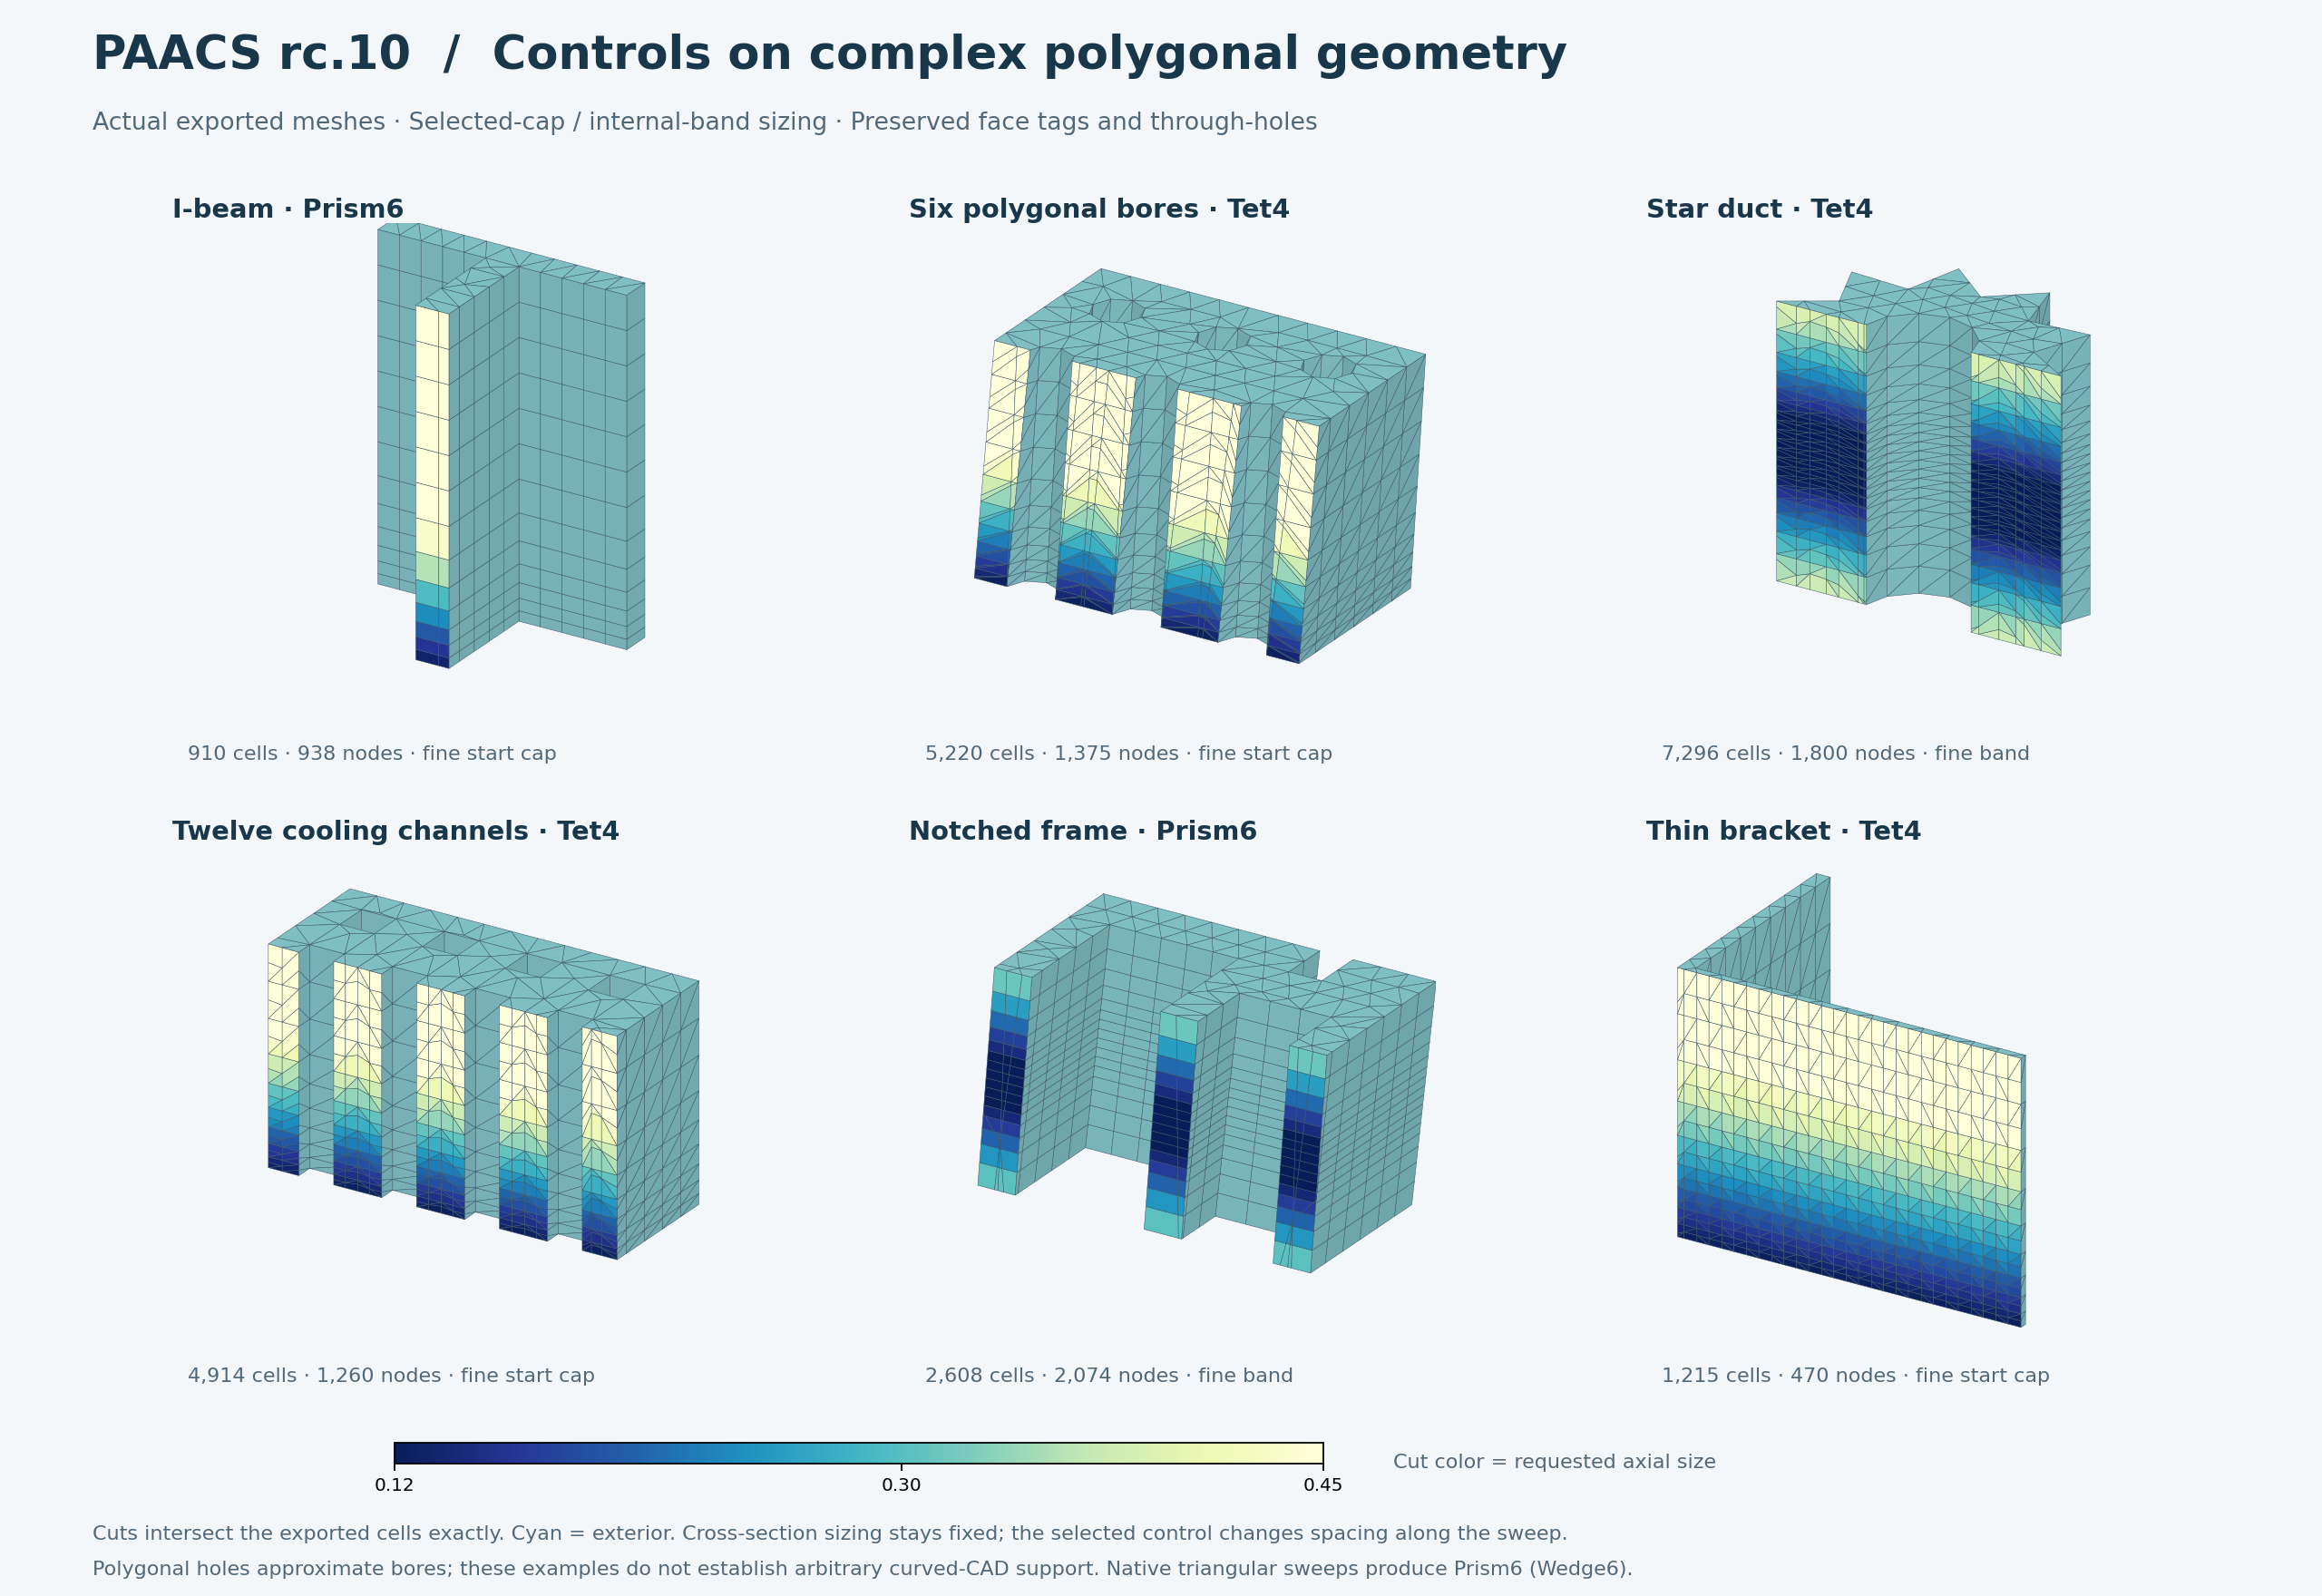 PAACS rc.10 / Controls on complex polygonal geometry
Actual exported meshes · Selected-cap / internal-band sizing · Preserved face tags and through-holes
I-beam · Prism6
Six polygonal bores · Tet4
Star duct · Tet4
910 cells · 938 nodes · fine start cap
5,220 cells · 1,375 nodes · fine start cap
7,296 cells · 1,800 nodes · fine band
Twelve cooling channels · Tet4
Notched frame · Prism6
Thin bracket · Tet4
4,914 cells · 1,260 nodes · fine start cap
2,608 cells · 2,074 nodes · fine band
1,215 cells · 470 nodes · fine start cap
0.12 0.30 0.45
Cut color = requested axial size
Cuts intersect the exported cells exactly. Cyan = exterior. Cross-section sizing stays fixed; the selected control changes spacing along the sweep.
Polygonal holes approximate bores; these examples do not establish arbitrary curved-CAD support. Native triangular sweeps produce Prism6 (Wedge6).